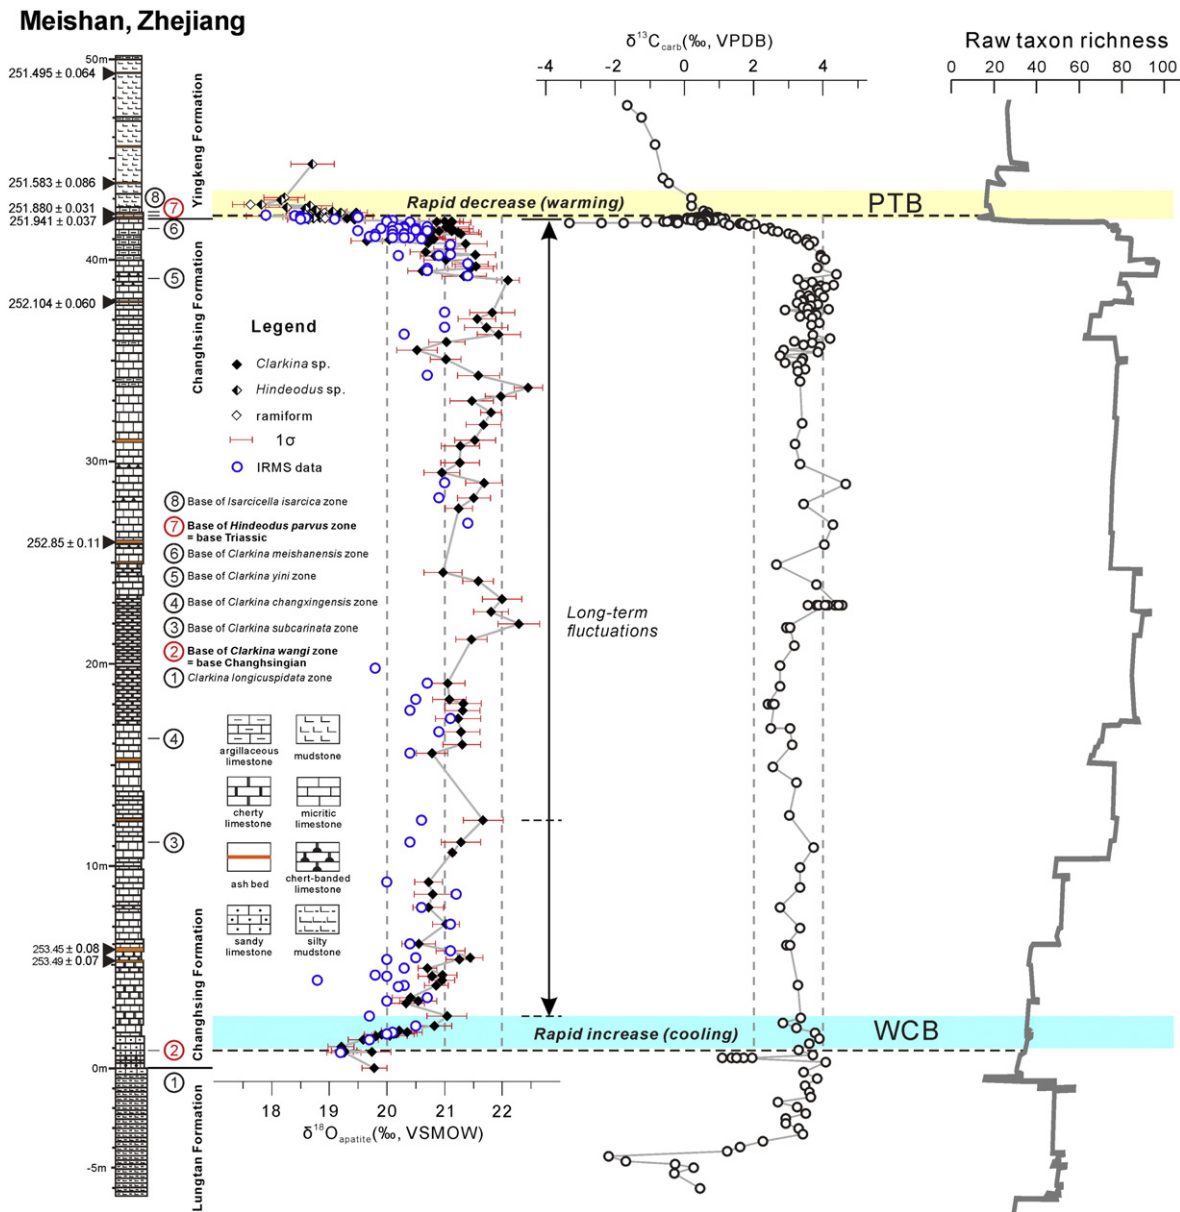 Meishan, Zhejiang
δ13Ccarb(‰, VPDB)
-4 -2 0 2 4
Raw taxon richness
0 20 40 60 80 100
50m
251.495 ± 0.064
251.583 ± 0.086
251.880 ± 0.031
251.941 ± 0.037
40m
252.104 ± 0.060
30m
252.85 ± 0.11
20m
10m
253.45 ± 0.08
253.49 ± 0.07
0m
-5m
Yingkeng Formation
Changhsing Formation
Changhsing Formation
Lungtan Formation
8
7
6
5
4
3
2
1
Rapid decrease (warming)
PTB
Legend
Clarkina sp.
Hindeodus sp.
ramiform
1σ
IRMS data
8 Base of Isarcicella isarcica zone
7 Base of Hindeodus parvus zone
= base Triassic
6 Base of Clarkina meishanensis zone
5 Base of Clarkina yini zone
4 Base of Clarkina changxingensis zone
3 Base of Clarkina subcarinata zone
2 Base of Clarkina wangi zone
= base Changhsingian
1 Clarkina longicuspidata zone
argillaceous
limestone
mudstone
cherty
limestone
micritic
limestone
ash bed
chert-banded
limestone
sandy
limestone
silty
mudstone
Long-term
fluctuations
Rapid increase (cooling)
WCB
18 19 20 21 22
δ18Oapatite(‰, VSMOW)